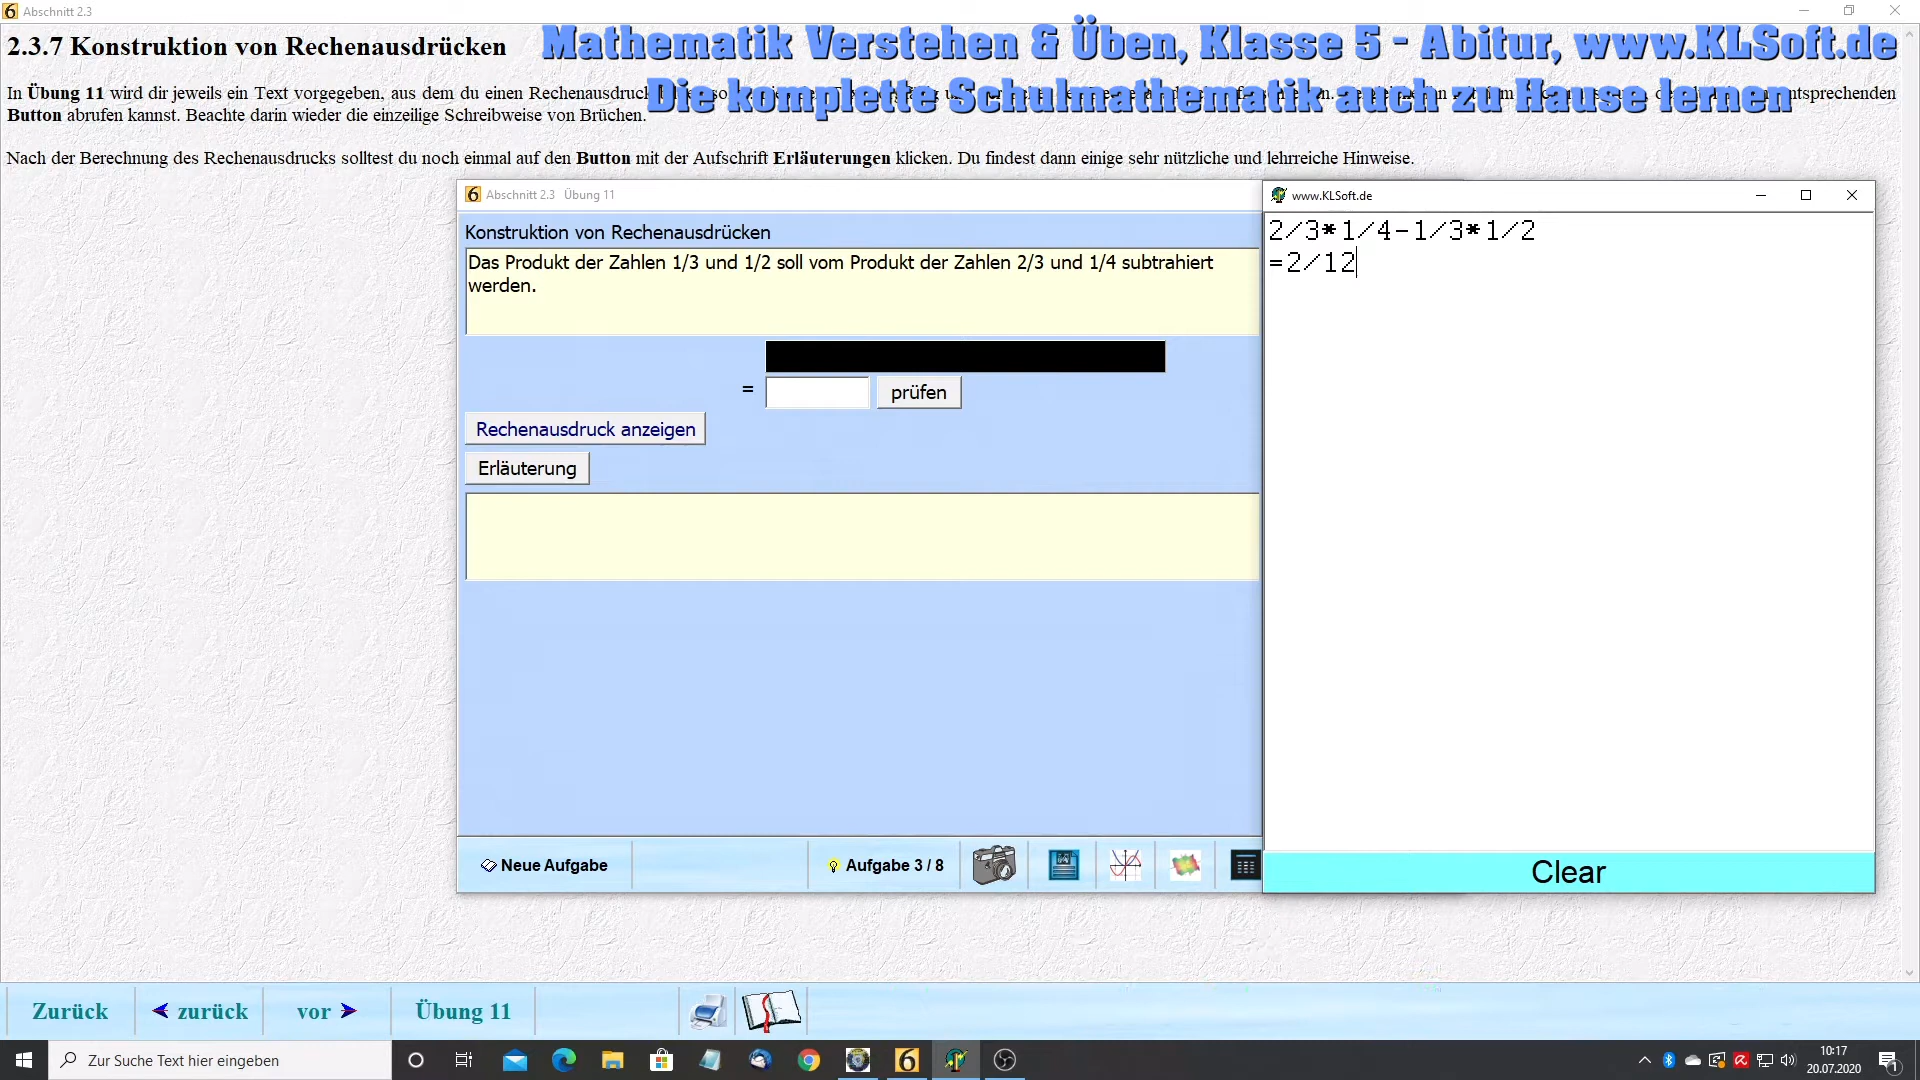 Abschnitt 2.3
2.3.7 Konstruktion von Rechenausdrücken
Mathematik Verstehen & Üben, Klasse 5 - Abitur, www.KLSoft.de
Die komplette Schulmathematik auch zu Hause lernen
In Übung 11 wird dir jeweils ein Text vorgegeben, aus dem du einen Rechenausdruck entsprechenden
Button abrufen kannst. Beachte darin wieder die einzeilige Schreibweise von Brüchen.
Nach der Berechnung des Rechenausdrucks solltest du noch einmal auf den Button mit der Aufschrift Erläuterungen klicken. Du findest dann einige sehr nützliche und lehrreiche Hinweise.
Abschnitt 2.3 Übung 11
Konstruktion von Rechenausdrücken
Das Produkt der Zahlen 1/3 und 1/2 soll vom Produkt der Zahlen 2/3 und 1/4 subtrahiert
werden.
= prüfen
Rechenausdruck anzeigen
Erläuterung
Neue Aufgabe
Aufgabe 3 / 8
www.KLSoft.de
2/3*1/4-1/3*1/2
=2/12
Clear
Zurück
zurück
vor
Übung 11
Zur Suche Text hier eingeben
10:17
20.07.2020